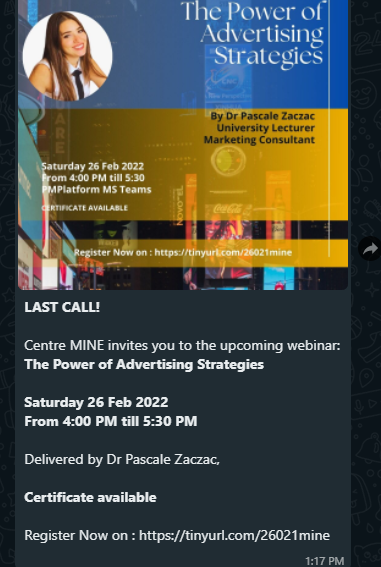 The Power of
Advertising
Strategies
By Dr Pascale Zaczac
University Lecturer
Marketing Consultant
Saturday 26 Feb 2022
From 4:00 PM till 5:30
PMPlatform MS Teams
CERTIFICATE AVAILABLE
Coca-Cola
Register Now on : https://tinyurl.com/26021mine
LAST CALL!
Centre MINE invites you to the upcoming webinar:
The Power of Advertising Strategies
Saturday 26 Feb 2022
From 4:00 PM till 5:30 PM
Delivered by Dr Pascale Zaczac,
Certificate available
Register Now on : https://tinyurl.com/26021mine
1:17 PM